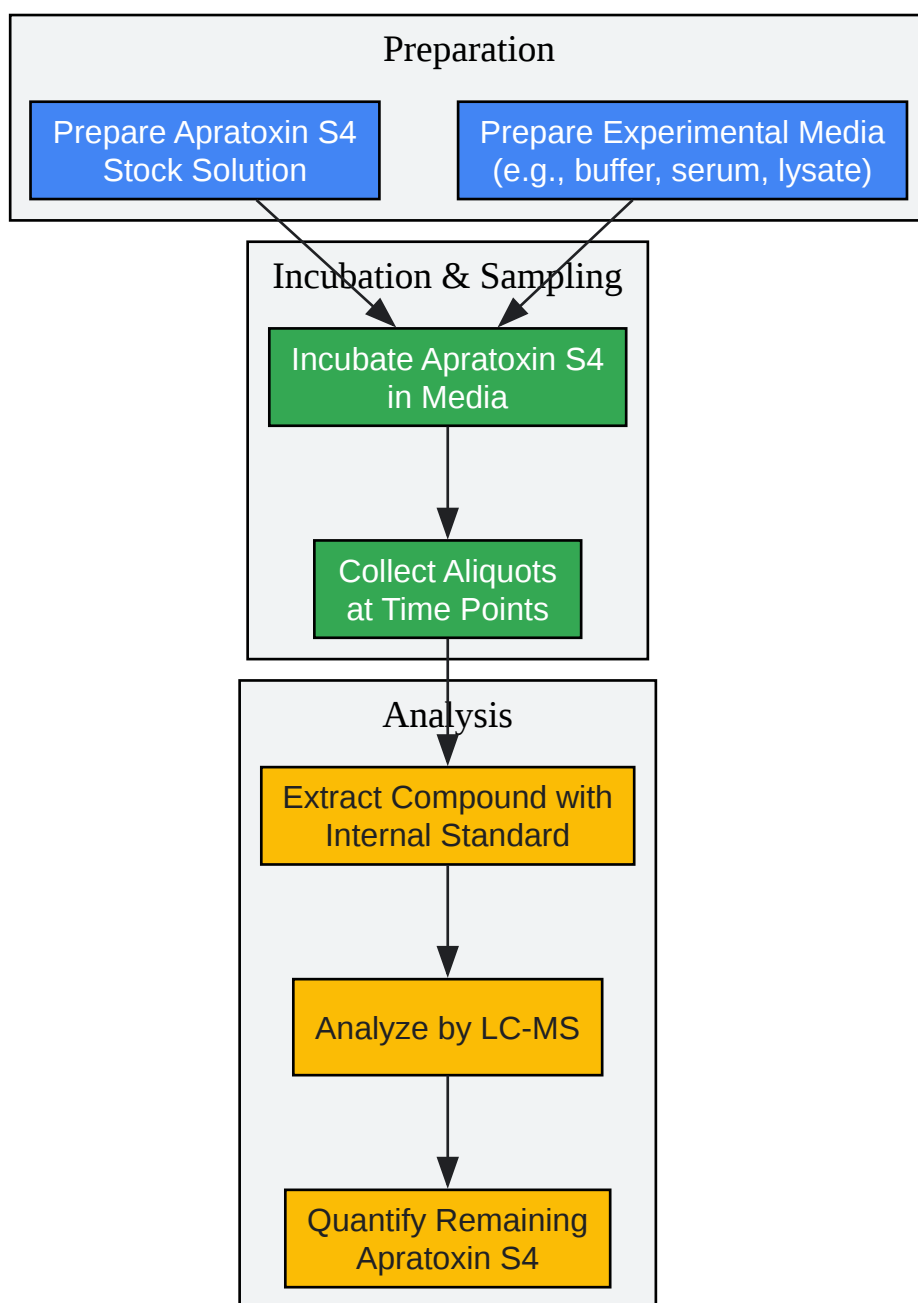 Preparation
Prepare Apratoxin S4
Stock Solution
Prepare Experimental Media
(e.g., buffer, serum, lysate)
Incubation & Sampling
Incubate Apratoxin S4
in Media
Collect Aliquots
at Time Points
Analysis
Extract Compound with
Internal Standard
Analyze by LC-MS
Quantify Remaining
Apratoxin S4